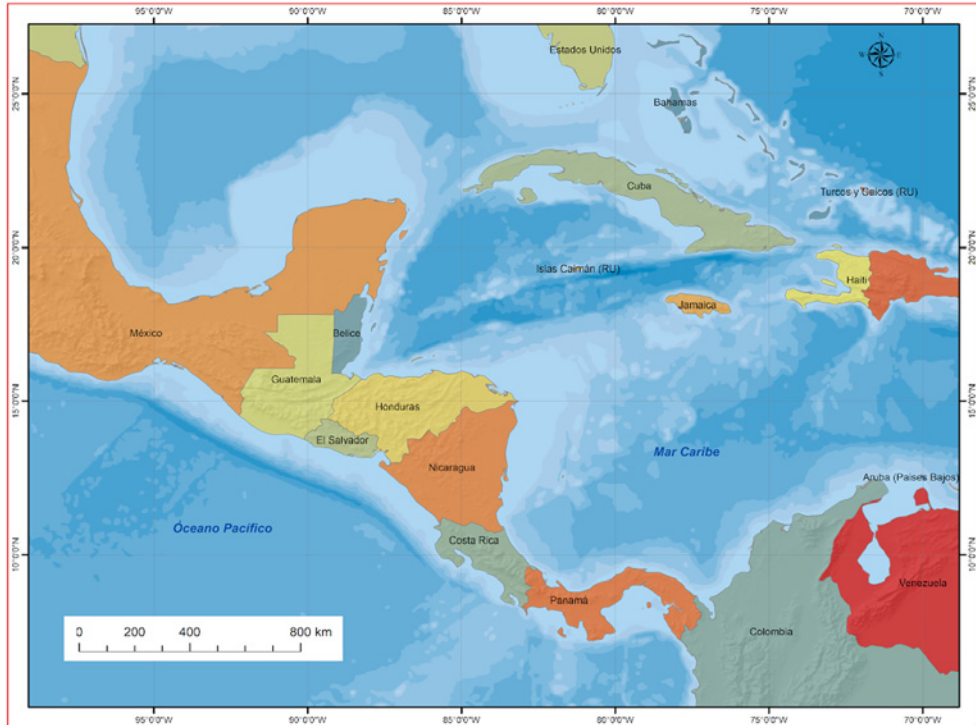 95°0'0"W 90°0'0"W 85°0'0"W 80°0'0"W 75°0'0"W 70°0'0"W
Estados Unidos
N
W E
S
25°0'0"N 25°0'0"N
Bahamas
Cuba
Turcos y Caicos (RU)
20°0'0"N 20°0'0"N
Islas Caimán (RU)
Haití
Jamaica
México
Belice
Guatemala
15°0'0"N 15°0'0"N
Honduras
El Salvador
Mar Caribe
Nicaragua
Aruba (Paises Bajos)
Óceano Pacífico
Costa Rica
10°0'0"N 10°0'0"N
Venezuela
Panamá
Colombia
0 200 400 800 km
95°0'0"W 90°0'0"W 85°0'0"W 80°0'0"W 75°0'0"W 70°0'0"W